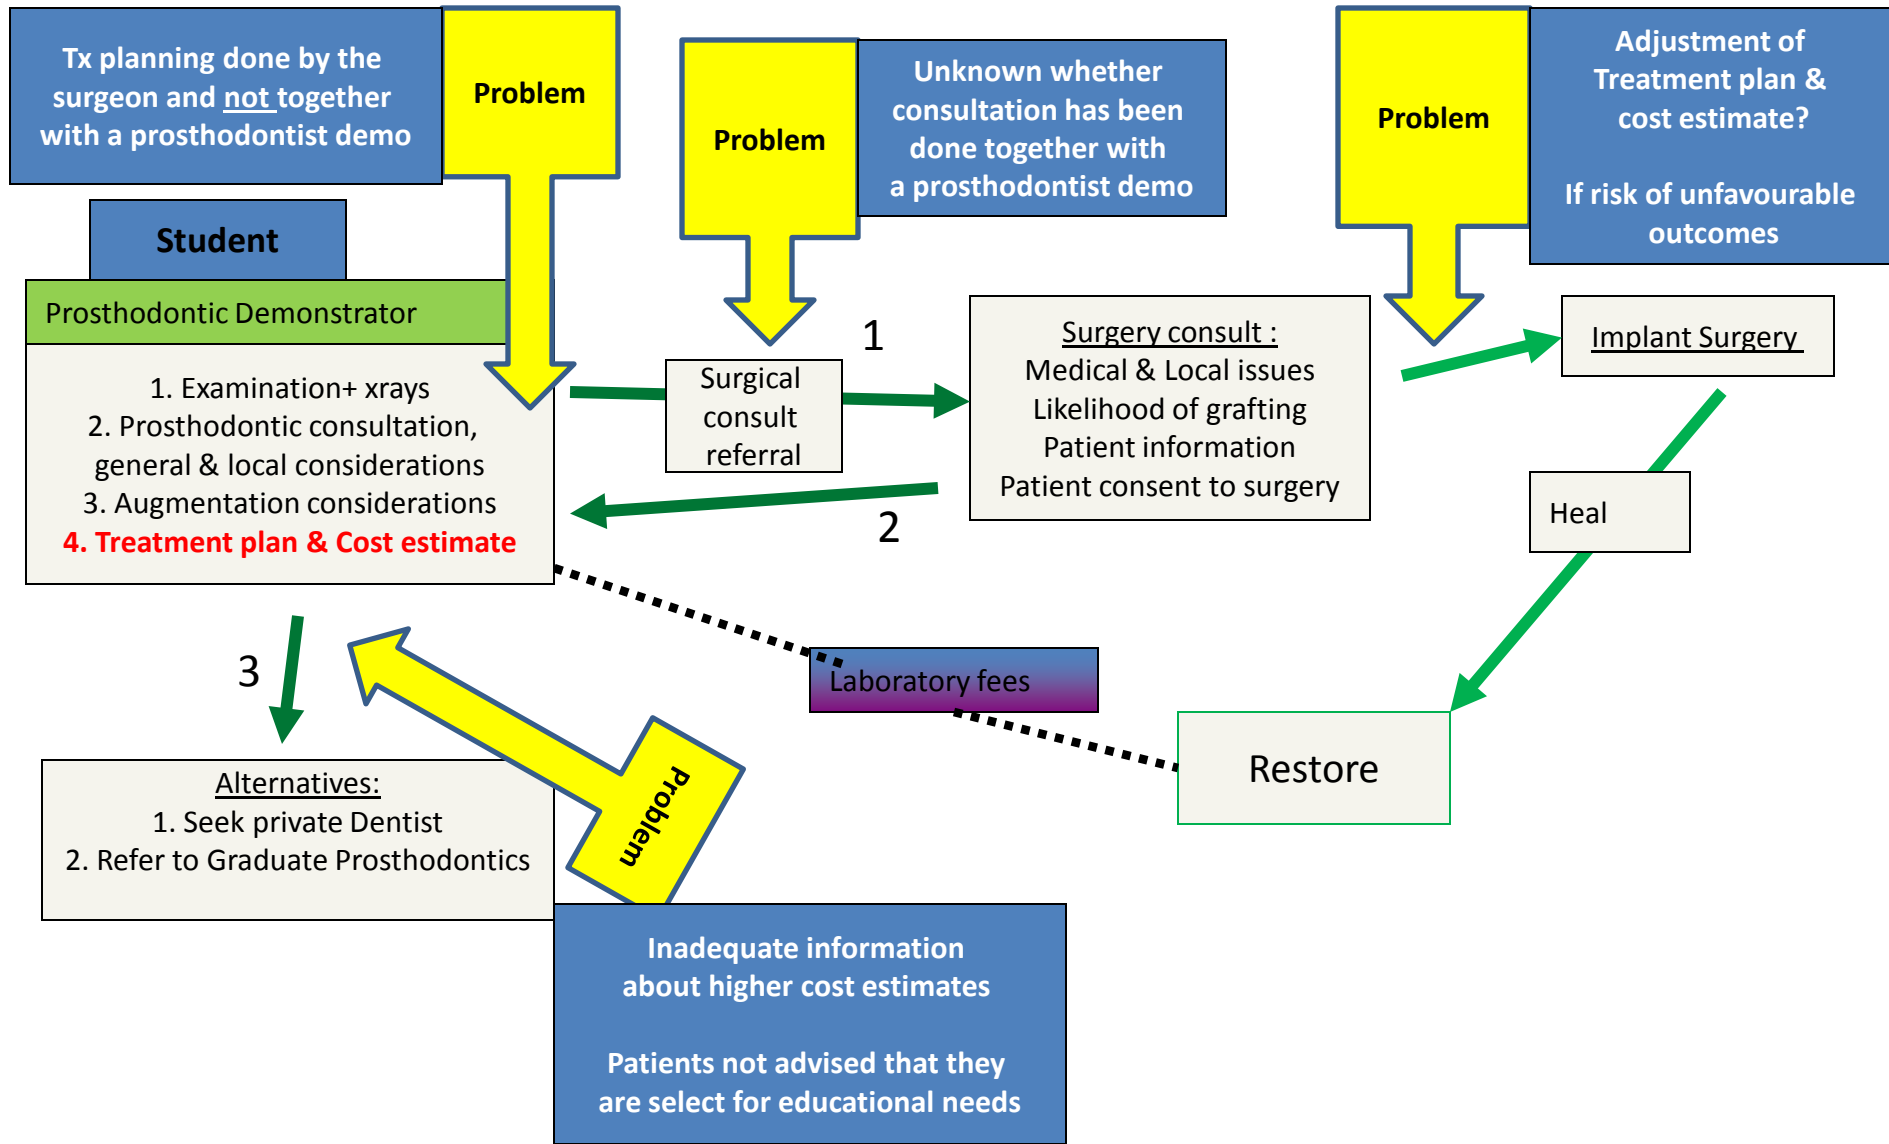 Tx planning done by the
surgeon and not together
with a prosthodontist demo
Problem
Problem
Unknown whether
consultation has been
done together with
a prosthodontist demo
Problem
Adjustment of
Treatment plan &
cost estimate?
If risk of unfavourable
outcomes
Student
Prosthodontic Demonstrator
1. Examination+ xrays
2. Prosthodontic consultation,
general & local considerations
3. Augmentation considerations
4. Treatment plan & Cost estimate
1
Surgical
consult
referral
2
Surgery consult :
Medical & Local issues
Likelihood of grafting
Patient information
Patient consent to surgery
Implant Surgery
Heal
3
Laboratory fees
Restore
Alternatives:
1. Seek private Dentist
2. Refer to Graduate Prosthodontics
Problem
Inadequate information
about higher cost estimates
Patients not advised that they
are select for educational needs